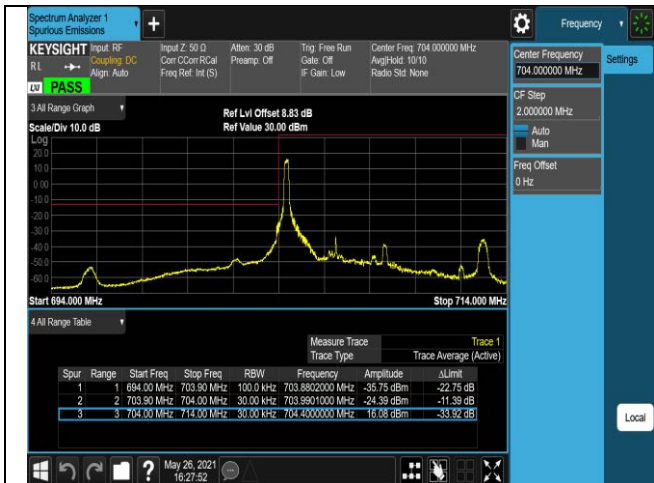 Spectrum Analyzer 1
Spurious Emissions
Frequency
KEYSIGHT
RL
Input: RF
Coupling: DC
Align: Auto
Input Z: 50 Ω
Corr CCorr RCal
Freq Ref: Int (S)
Atten: 30 dB
Preamp: Off
Trig: Free Run
Gate: Off
IF Gain: Low
Center Freq: 704.000000 MHz
Avg|Hold: 10/10
Radio Std: None
LXI PASS
Center Frequency
704.000000 MHz
Settings
CF Step
2.000000 MHz
Auto
Man
Freq Offset
0 Hz
3 All Range Graph
Scale/Div 10.0 dB
Ref Lvl Offset 8.83 dB
Ref Value 30.00 dBm
Log
20.0
10.0
0.00
-10.0
-20.0
-30.0
-40.0
-50.0
-60.0
Start 694.000 MHz
Stop 714.000 MHz
4 All Range Table
Measure Trace Trace 1
Trace Type Trace Average (Active)
Spur Range Start Freq Stop Freq RBW Frequency Amplitude ΔLimit
1 1 694.00 MHz 703.90 MHz 100.0 kHz 703.8802000 MHz -35.75 dBm -22.75 dB
2 2 703.90 MHz 704.00 MHz 30.00 kHz 703.9901000 MHz -24.39 dBm -11.39 dB
3 3 704.00 MHz 714.00 MHz 30.00 kHz 704.4000000 MHz 16.08 dBm -33.92 dB
Local
May 26, 2021
16:27:52